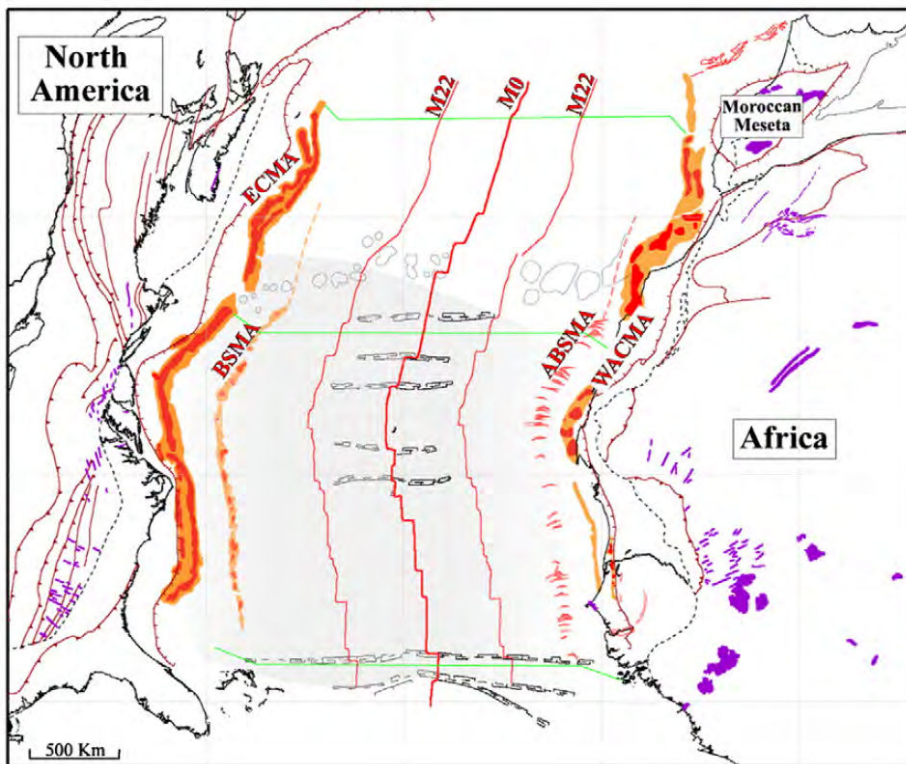 North
America
M22
M0
M22
Moroccan
Meseta
ECMA
BSMA
ABSMA
WACMA
Africa
500 Km